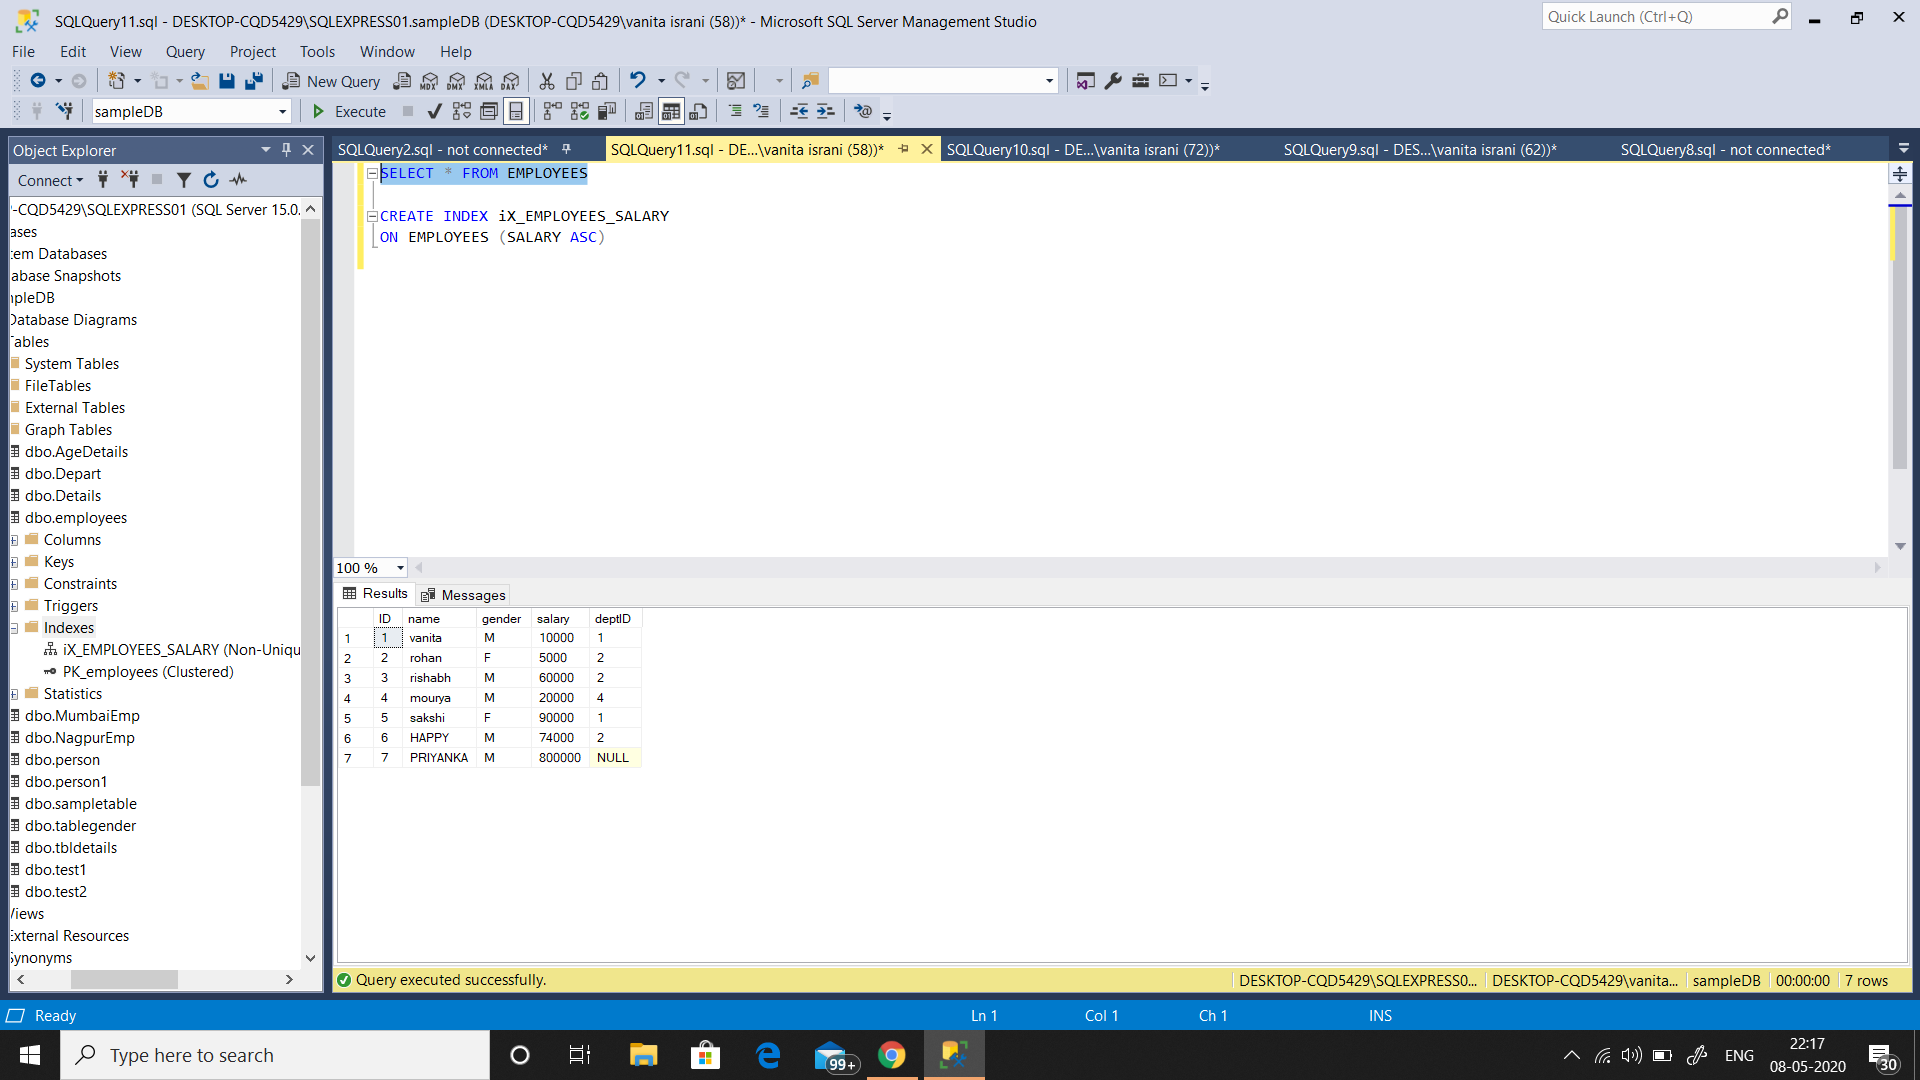 SQLQuery11.sql - DESKTOP-CQD5429\SQLEXPRESS01.sampleDB (DESKTOP-CQD5429\vanita israni (58))* - Microsoft SQL Server Management Studio
Quick Launch (Ctrl+Q)
File Edit View Query Project Tools Window Help
New Query MDX DMX XMLA DAX
sampleDB Execute
Object Explorer
Connect
-CQD5429\SQLEXPRESS01 (SQL Server 15.0.
ases
tem Databases
abase Snapshots
mpleDB
Database Diagrams
Tables
System Tables
FileTables
External Tables
Graph Tables
dbo.AgeDetails
dbo.Depart
dbo.Details
dbo.employees
Columns
Keys
Constraints
Triggers
Indexes
iX_EMPLOYEES_SALARY (Non-Uniqu
PK_employees (Clustered)
Statistics
dbo.MumbaiEmp
dbo.NagpurEmp
dbo.person
dbo.person1
dbo.sampletable
dbo.tablegender
dbo.tbldetails
dbo.test1
dbo.test2
Views
External Resources
Synonyms
SQLQuery2.sql - not connected* SQLQuery11.sql - DE...\vanita israni (58))* SQLQuery10.sql - DE...\vanita israni (72))* SQLQuery9.sql - DES...\vanita israni (62))* SQLQuery8.sql - not connected*
SELECT * FROM EMPLOYEES
CREATE INDEX iX_EMPLOYEES_SALARY
ON EMPLOYEES (SALARY ASC)
100 %
Results Messages
ID name gender salary deptID
1 1 vanita M 10000 1
2 2 rohan F 5000 2
3 3 rishabh M 60000 2
4 4 mourya M 20000 4
5 5 sakshi F 90000 1
6 6 HAPPY M 74000 2
7 7 PRIYANKA M 800000 NULL
Query executed successfully. DESKTOP-CQD5429\SQLEXPRESS0... DESKTOP-CQD5429\vanita... sampleDB 00:00:00 7 rows
Ready Ln 1 Col 1 Ch 1 INS
Type here to search 99+ ENG 22:17
08-05-2020 30